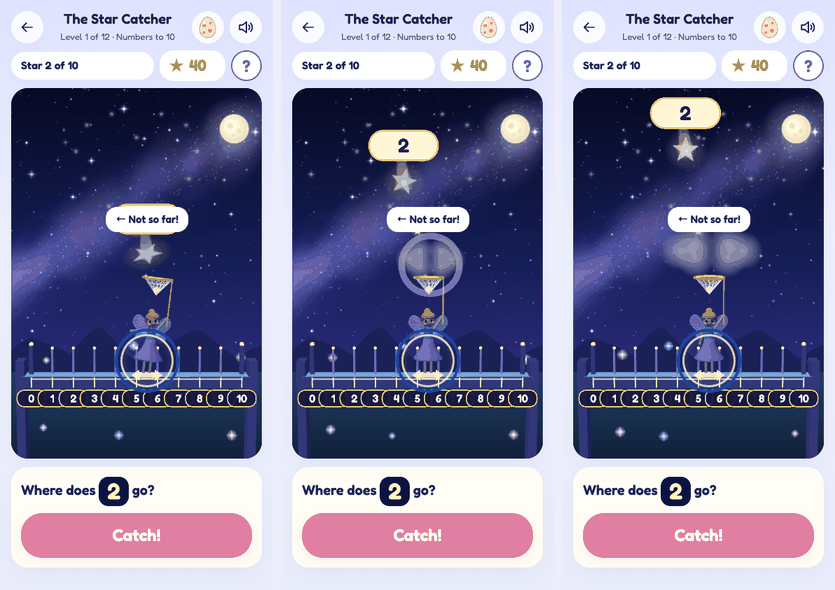 The Star Catcher
Level 1 of 12 · Numbers to 10
Star 2 of 10
★ 40
?
← Not so far!
0 1 2 3 4 5 6 7 8 9 10
Where does 2 go?
Catch!
The Star Catcher
Level 1 of 12 · Numbers to 10
Star 2 of 10
★ 40
?
2
← Not so far!
0 1 2 3 4 5 6 7 8 9 10
Where does 2 go?
Catch!
The Star Catcher
Level 1 of 12 · Numbers to 10
Star 2 of 10
★ 40
?
2
← Not so far!
0 1 2 3 4 5 6 7 8 9 10
Where does 2 go?
Catch!